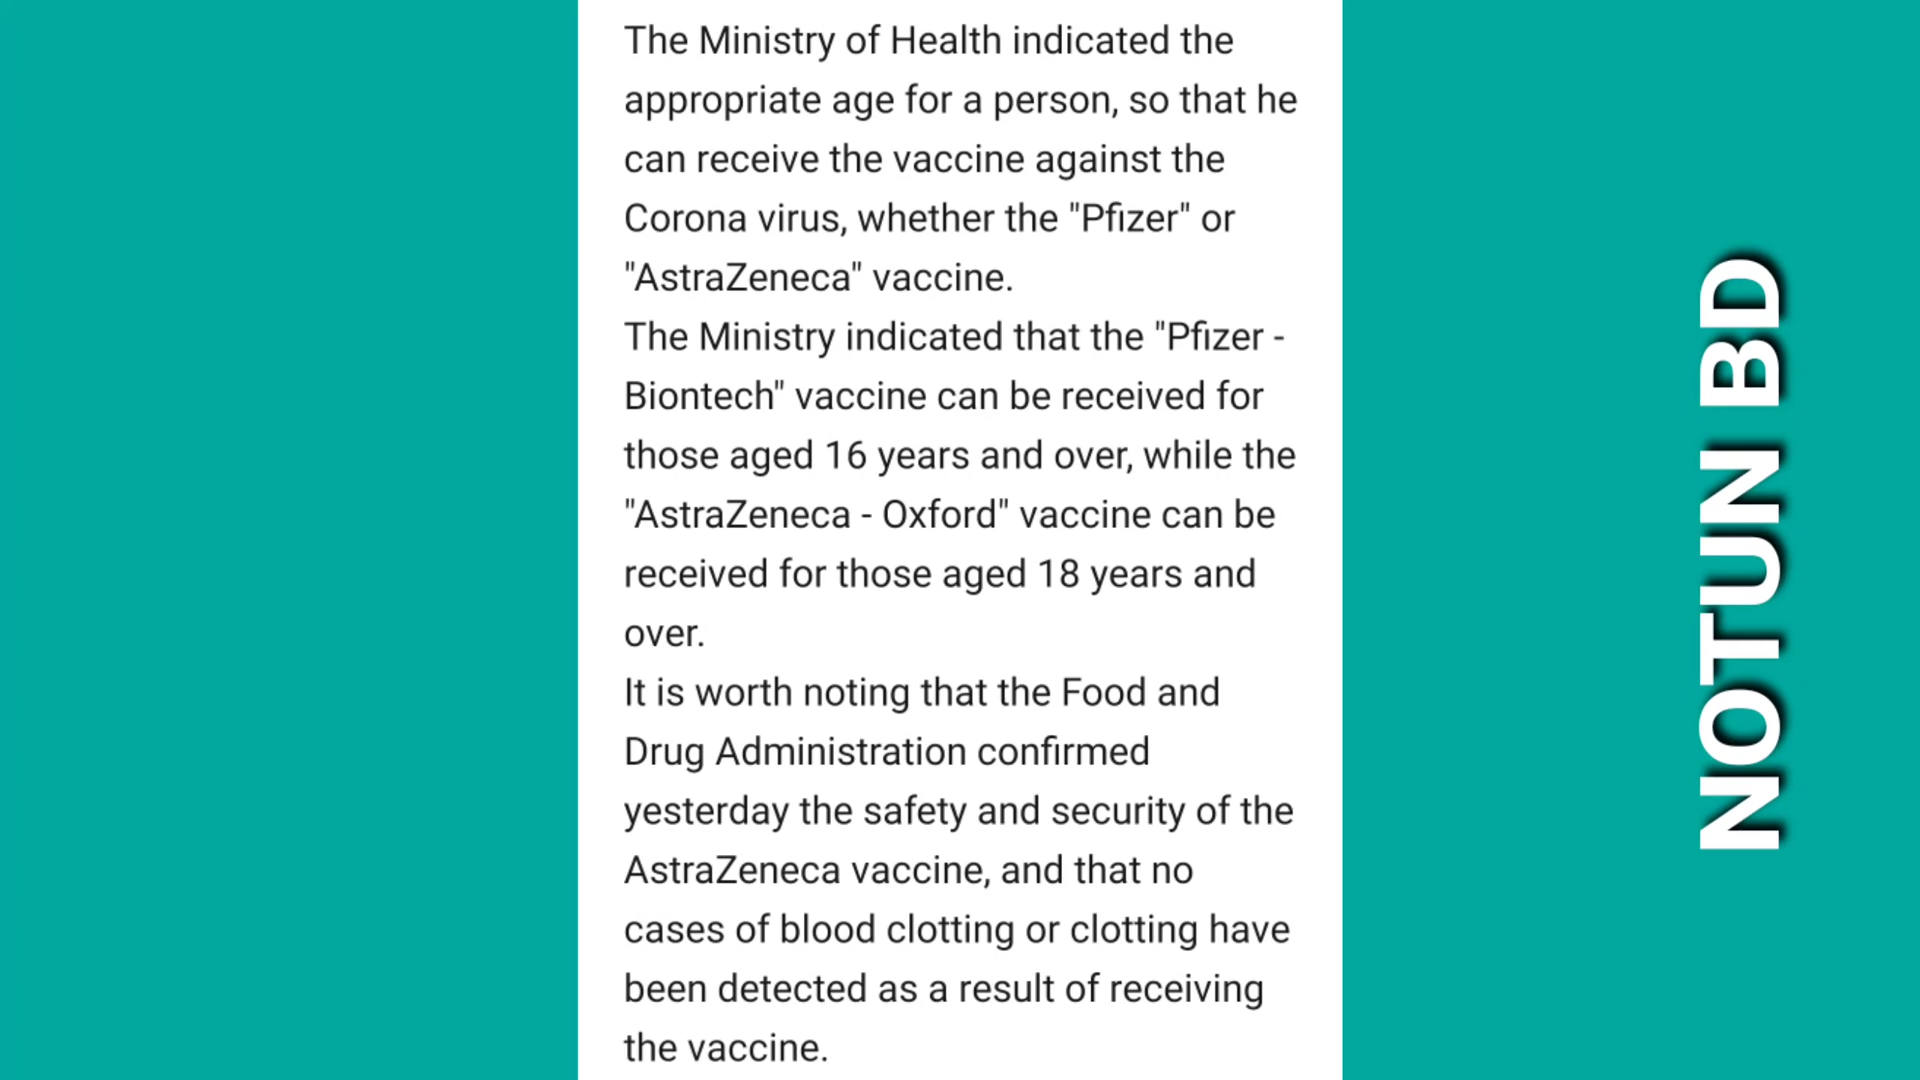 The Ministry of Health indicated the
appropriate age for a person, so that he
can receive the vaccine against the
Corona virus, whether the "Pfizer" or
"AstraZeneca" vaccine.
The Ministry indicated that the "Pfizer -
Biontech" vaccine can be received for
those aged 16 years and over, while the
"AstraZeneca - Oxford" vaccine can be
received for those aged 18 years and
over.
It is worth noting that the Food and
Drug Administration confirmed
yesterday the safety and security of the
AstraZeneca vaccine, and that no
cases of blood clotting or clotting have
been detected as a result of receiving
the vaccine.
NOTUN BD